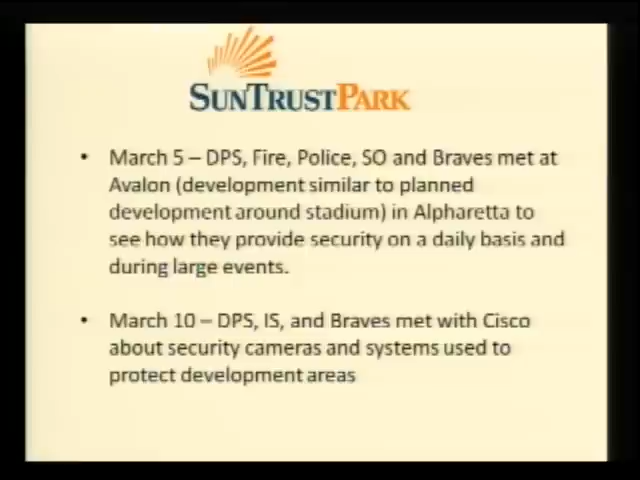 SUNTRUSTPARK
• March 5 – DPS, Fire, Police, SO and Braves met at
Avalon (development similar to planned
development around stadium) in Alpharetta to
see how they provide security on a daily basis and
during large events.
• March 10 – DPS, IS, and Braves met with Cisco
about security cameras and systems used to
protect development areas